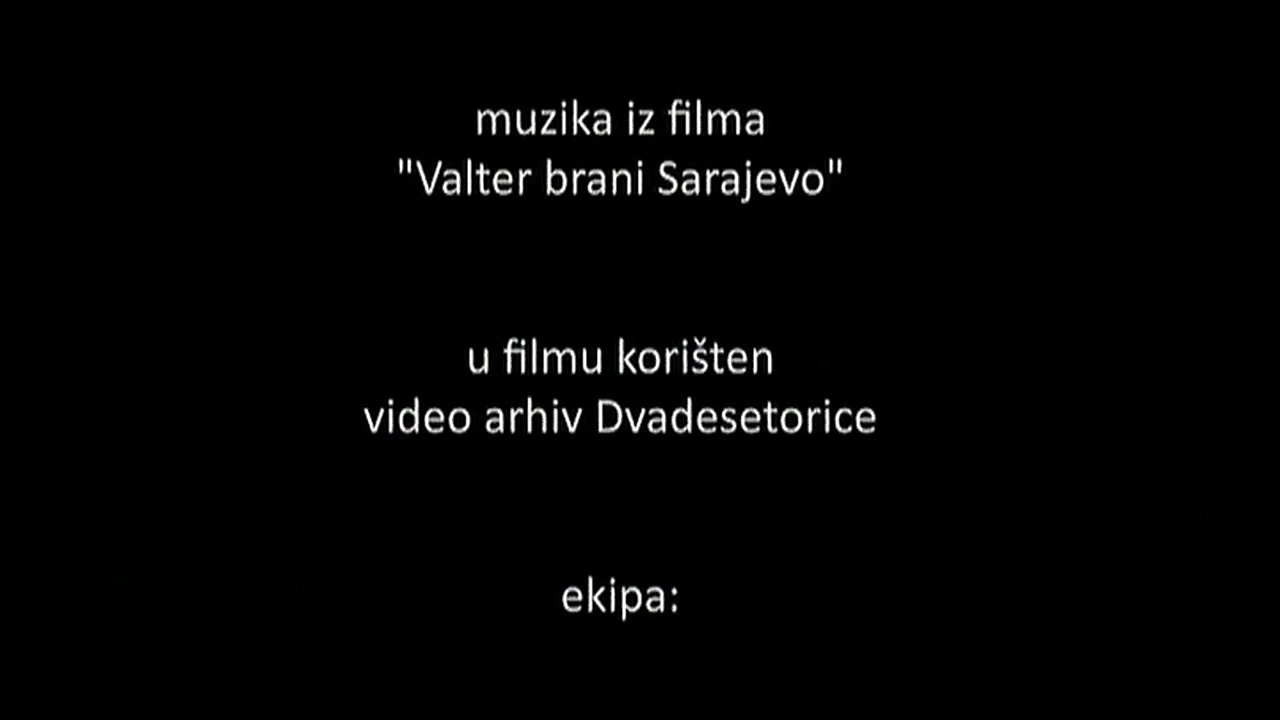 muzika iz filma
"Valter brani Sarajevo"
u filmu korišten
video arhiv Dvadesetorice
ekipa: